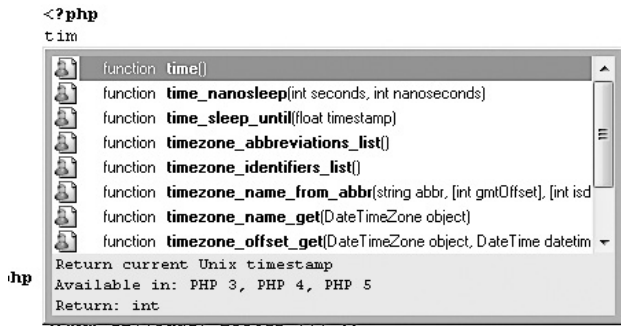 <?php
tim
function time()
function time_nanosleep(int seconds, int nanoseconds)
function time_sleep_until(float timestamp)
function timezone_abbreviations_list()
function timezone_identifiers_list()
function timezone_name_from_abbr(string abbr, [int gmtOffset], [int isd
function timezone_name_get(DateTimeZone object)
function timezone_offset_get(DateTimeZone object, DateTime datetim
hp
Return current Unix timestamp
Available in: PHP 3, PHP 4, PHP 5
Return: int